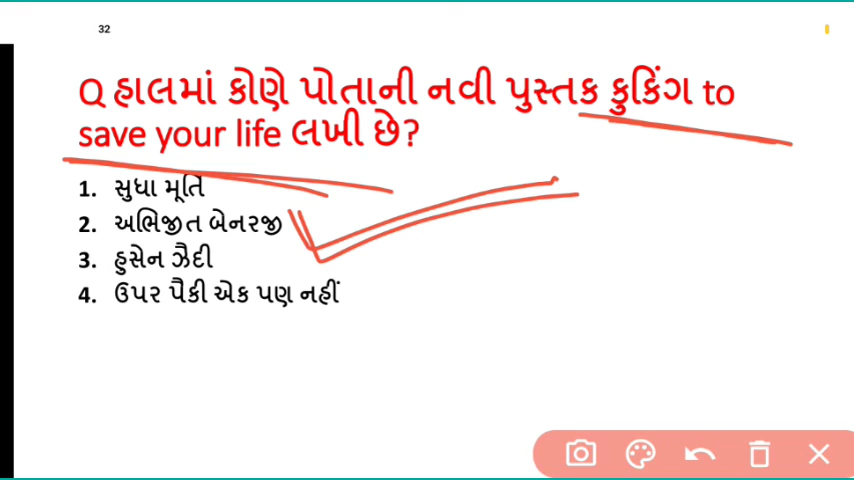 32
Q હાલમાં કોણે પોતાની નવી પુસ્તક કુકિંગ to
save your life લખી છે?
1. સુધા મૂર્તિ
2. અભિજીત બેનરજી
3. હુસેન ઝૈદી
4. ઉપર પૈકી એક પણ નહીં